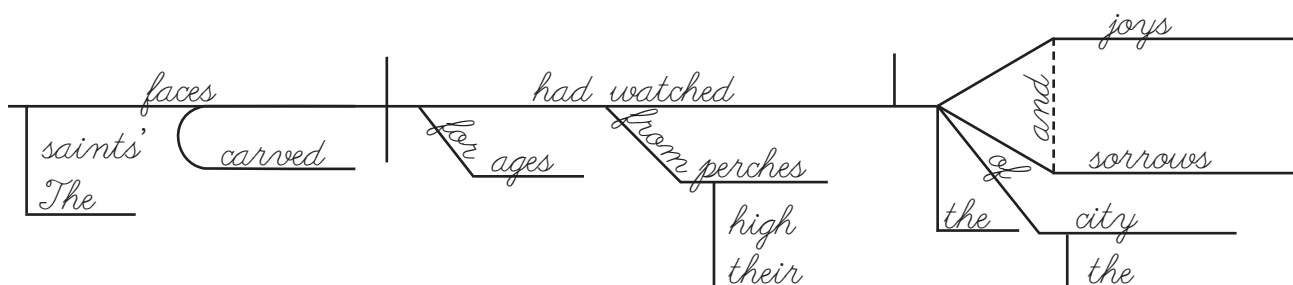 joys
faces
had watched
and
saints'
carved
for
ages
from
perches
of
sorrows
The
high
the
city
their
the